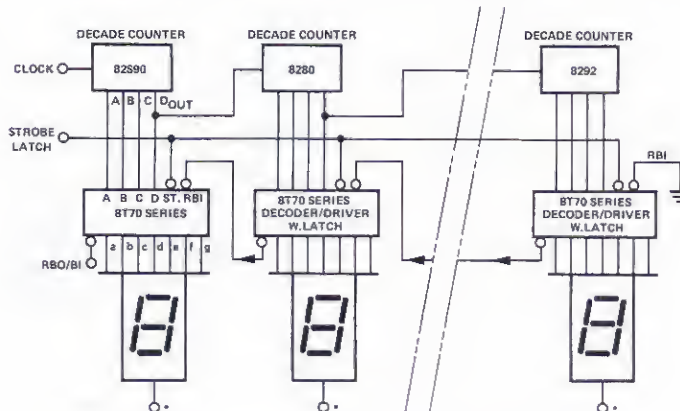 DECADE COUNTER
DECADE COUNTER
DECADE COUNTER
CLOCK
82S90
8280
8292
A B C DOUT
STROBE
LATCH
RBI
A B C D ST. RBI
8T70 SERIES
8T70 SERIES
DECODER/DRIVER
W.LATCH
8T70 SERIES
DECODER/DRIVER
W.LATCH
a b c d e f g
RBO/BI